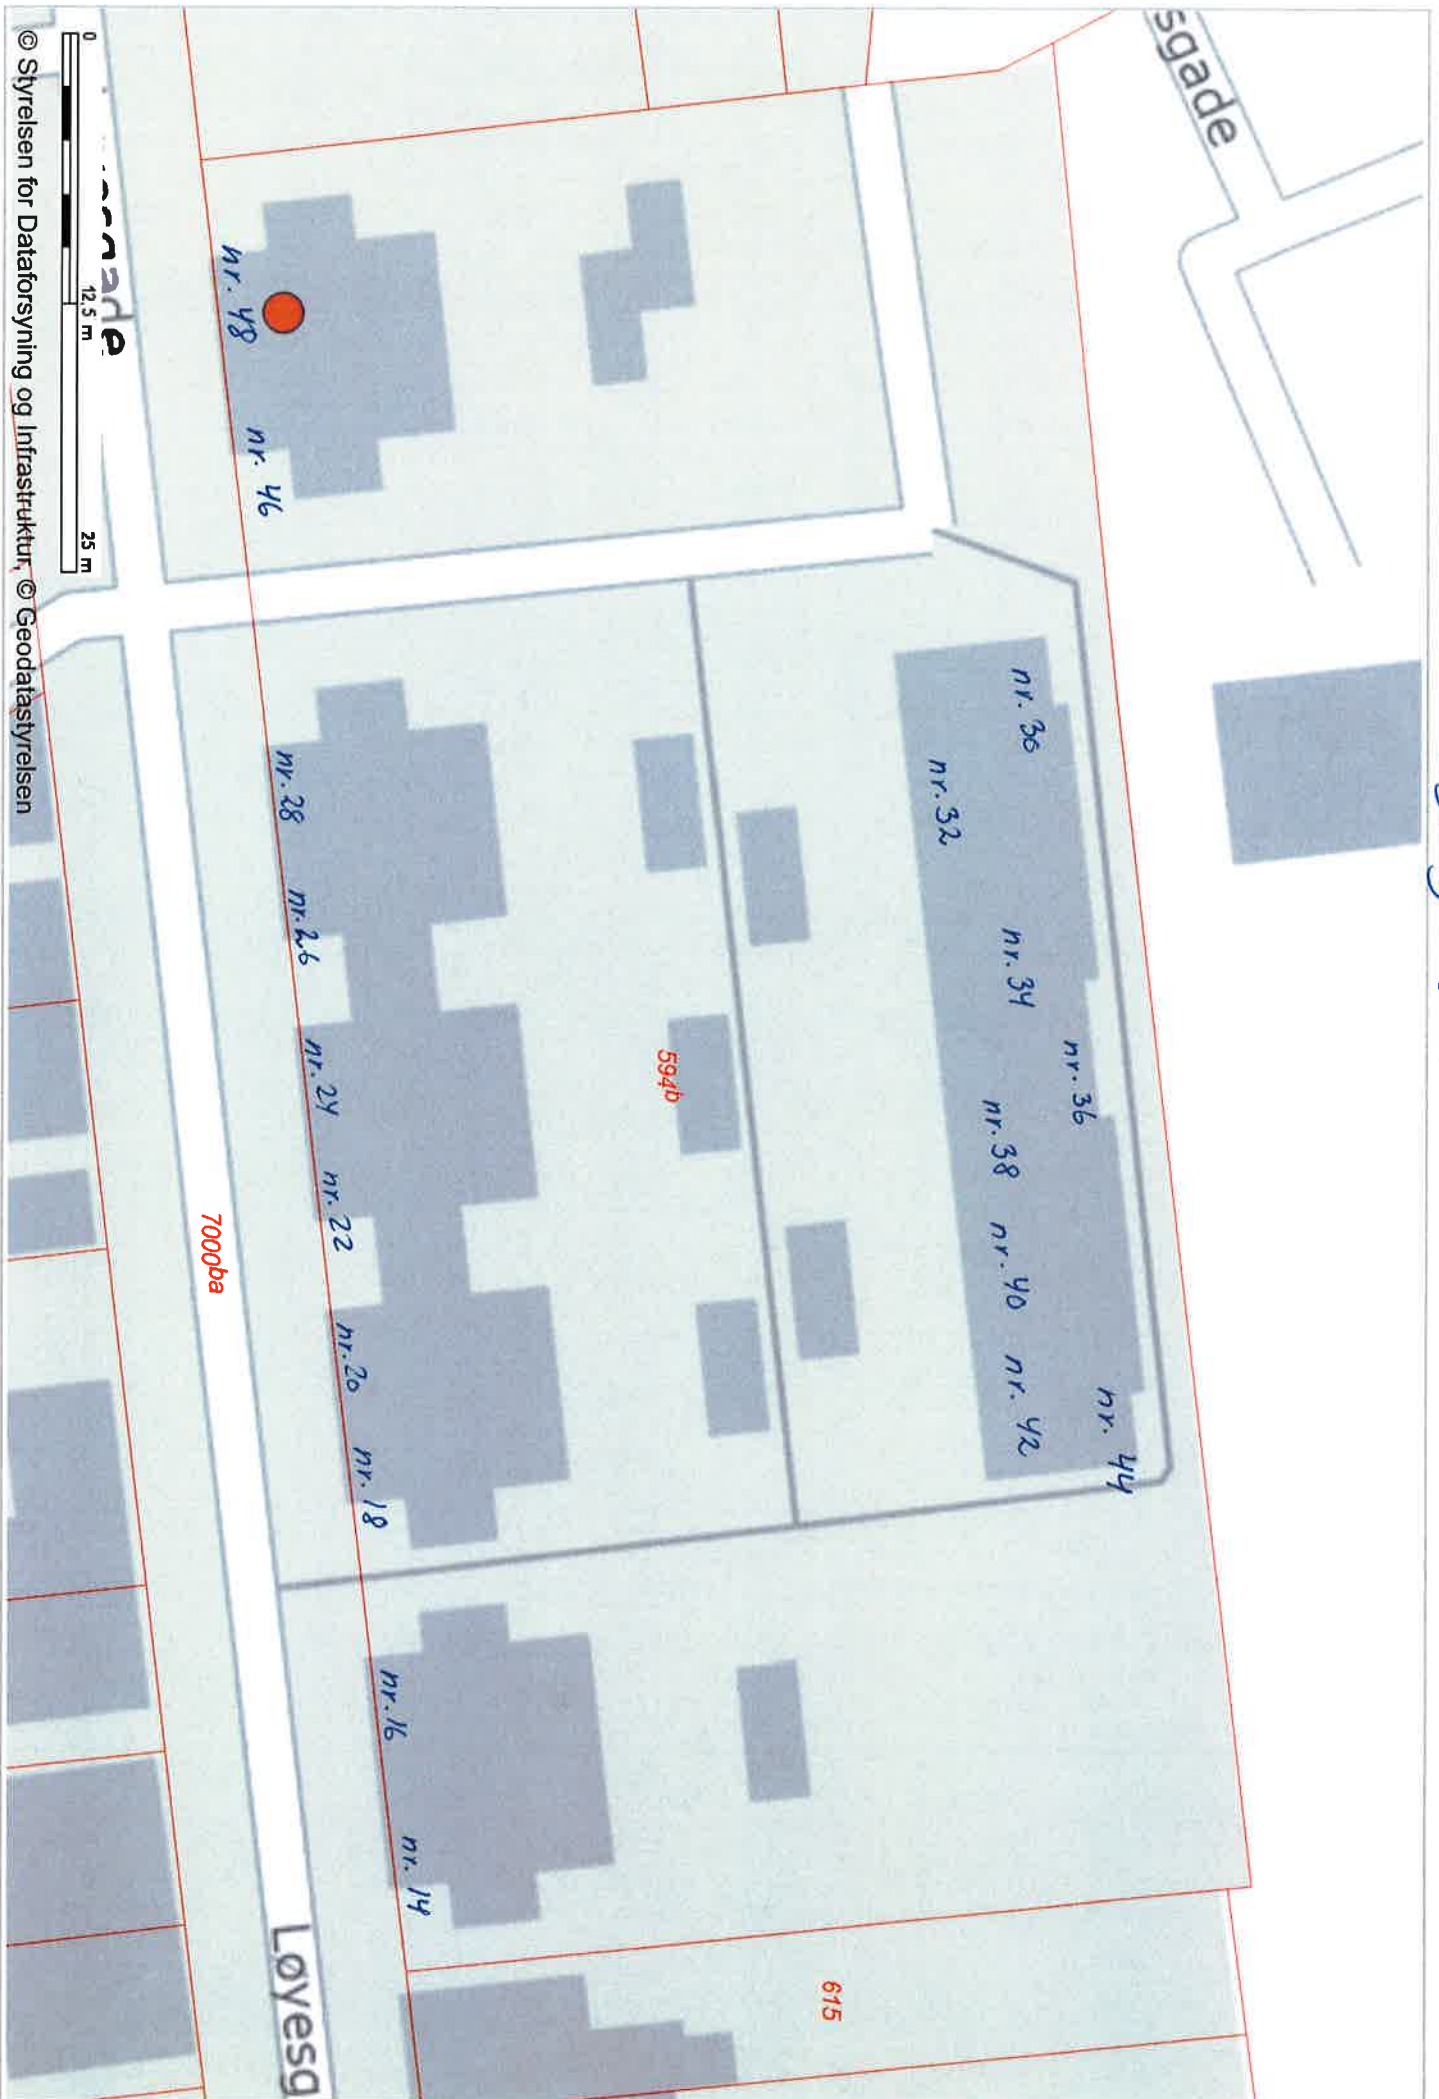 sgade
nr. 30
nr. 32
nr. 34
nr. 36
nr. 38
nr. 40
nr. 42
nr. 44
594b
nr. 48
nr. 46
nr. 28
nr. 26
nr. 24
nr. 22
nr. 20
nr. 18
nr. 16
nr. 14
615
7000ba
Løyesg
0
12,5 m
25 m
© Styrelsen for Dataforsyning og Infrastruktur, © Geodatastyrelsen